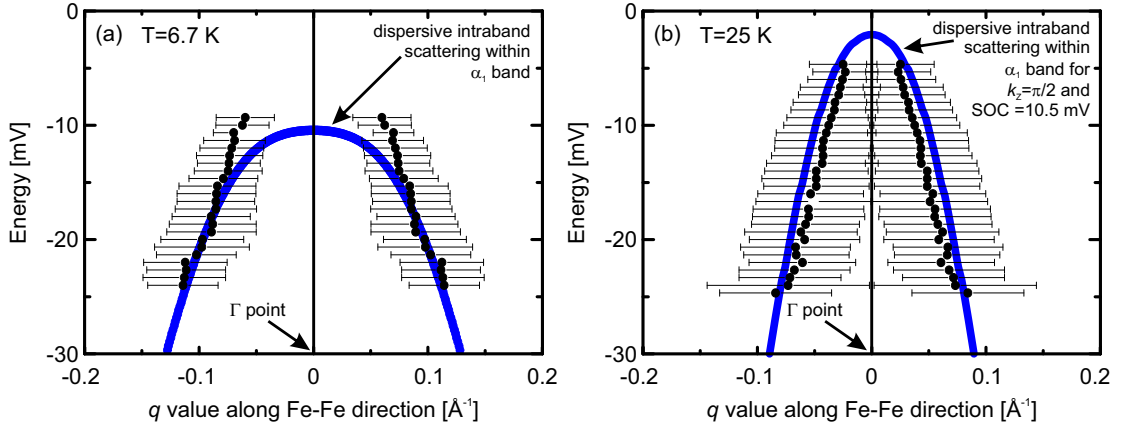 (a) T=6.7 K
dispersive intraband
scattering within
α₁ band
Γ point
0
-10
-20
-30
Energy [mV]
-0.2 -0.1 0 0.1 0.2
q value along Fe-Fe direction [Å⁻¹]
(b) T=25 K
dispersive intraband
scattering within
α₁ band for
k_z=π/2 and
SOC =10.5 mV
Γ point
0
-10
-20
-30
Energy [mV]
-0.2 -0.1 0 0.1 0.2
q value along Fe-Fe direction [Å⁻¹]